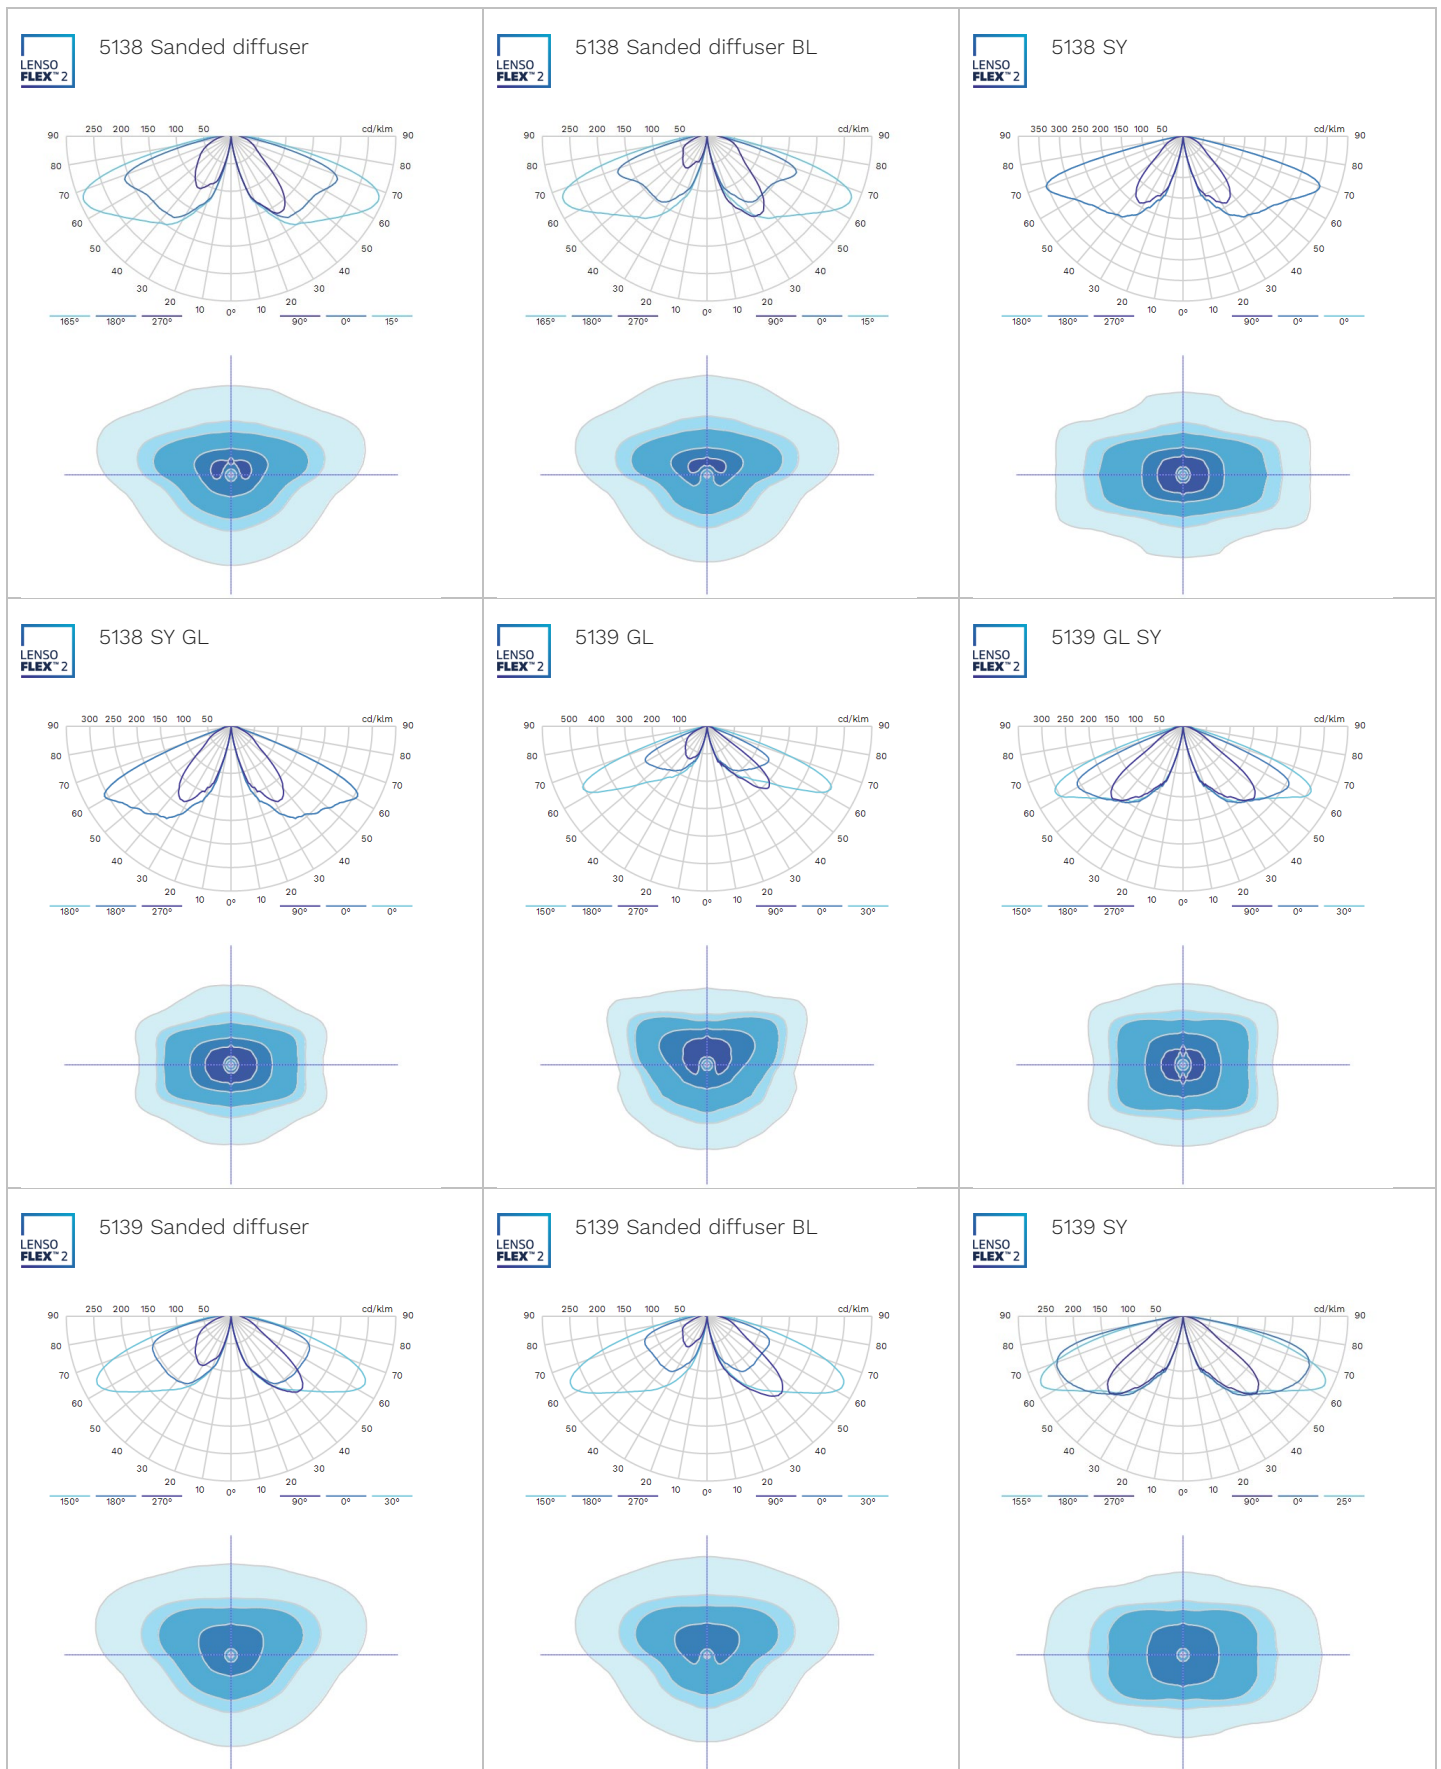 LENSO
FLEX™ 2
5138 Sanded diffuser
250 200 150 100 50 cd/klm
90 90
80 80
70 70
60 60
50 50
40 40
30 30
20 20
10 0° 10
165° 180° 270° 90° 0° 15°
LENSO
FLEX™ 2
5138 Sanded diffuser BL
250 200 150 100 50 cd/klm
90 90
80 80
70 70
60 60
50 50
40 40
30 30
20 20
10 0° 10
165° 180° 270° 90° 0° 15°
LENSO
FLEX™ 2
5138 SY
350 300 250 200 150 100 50 cd/klm
90 90
80 80
70 70
60 60
50 50
40 40
30 30
20 20
10 0° 10
180° 180° 270° 90° 0° 0°
LENSO
FLEX™ 2
5138 SY GL
300 250 200 150 100 50 cd/klm
90 90
80 80
70 70
60 60
50 50
40 40
30 30
20 20
10 0° 10
180° 180° 270° 90° 0° 0°
LENSO
FLEX™ 2
5139 GL
500 400 300 200 100 cd/klm
90 90
80 80
70 70
60 60
50 50
40 40
30 30
20 20
10 0° 10
150° 180° 270° 90° 0° 30°
LENSO
FLEX™ 2
5139 GL SY
300 250 200 150 100 50 cd/klm
90 90
80 80
70 70
60 60
50 50
40 40
30 30
20 20
10 0° 10
150° 180° 270° 90° 0° 30°
LENSO
FLEX™ 2
5139 Sanded diffuser
250 200 150 100 50 cd/klm
90 90
80 80
70 70
60 60
50 50
40 40
30 30
20 20
10 0° 10
150° 180° 270° 90° 0° 30°
LENSO
FLEX™ 2
5139 Sanded diffuser BL
250 200 150 100 50 cd/klm
90 90
80 80
70 70
60 60
50 50
40 40
30 30
20 20
10 0° 10
150° 180° 270° 90° 0° 30°
LENSO
FLEX™ 2
5139 SY
250 200 150 100 50 cd/klm
90 90
80 80
70 70
60 60
50 50
40 40
30 30
20 20
10 0° 10
155° 180° 270° 90° 0° 25°